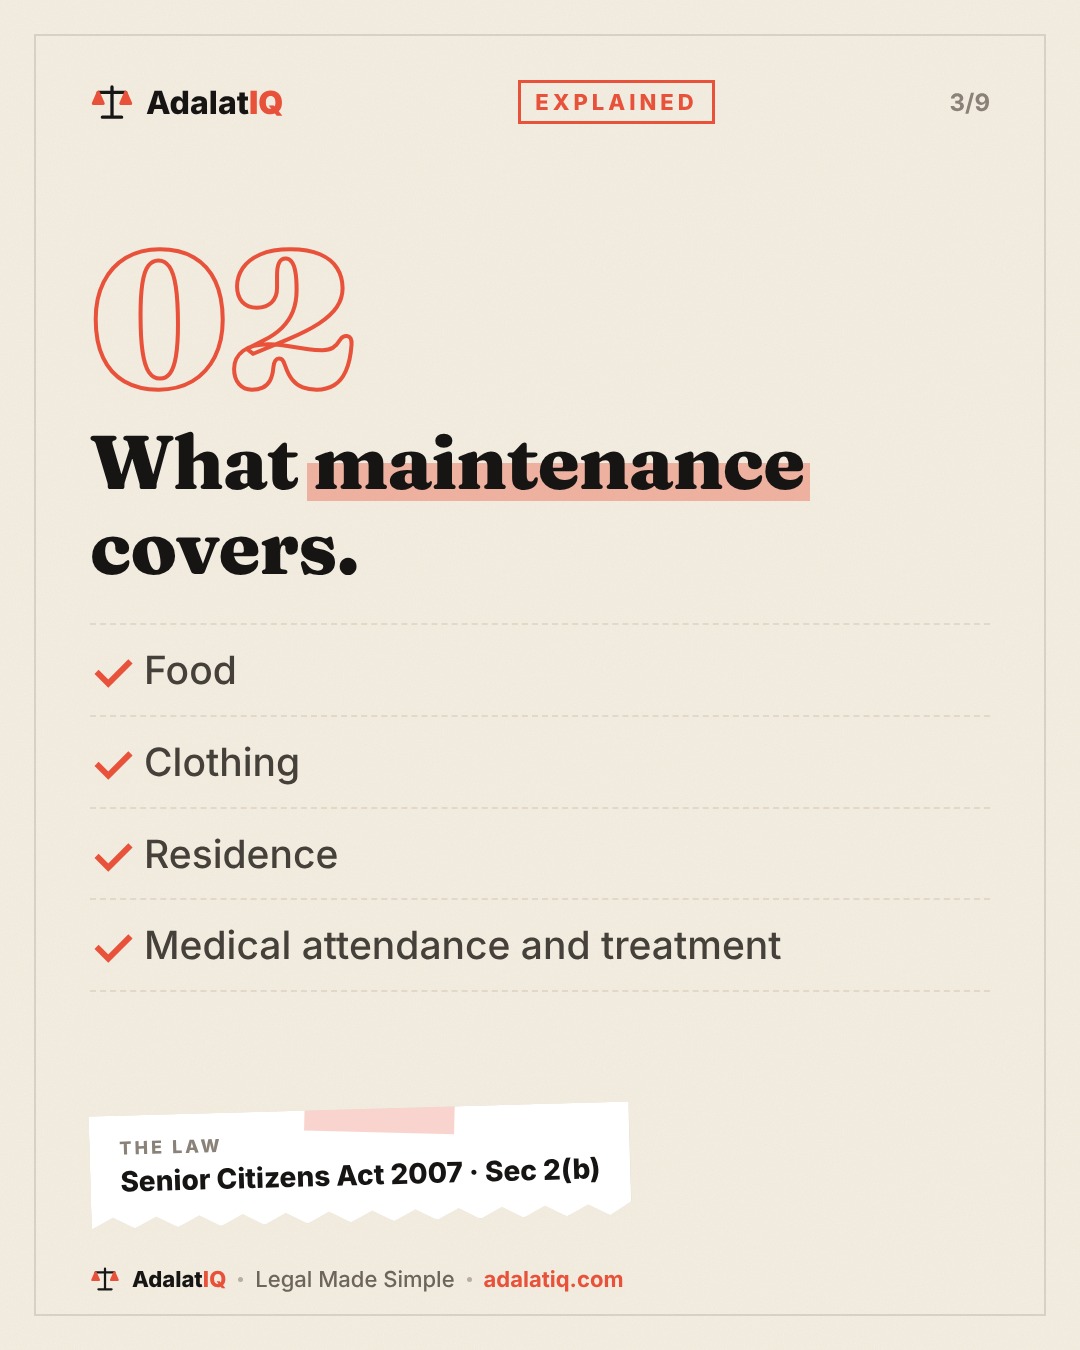 AdalatIQ
EXPLAINED
3/9
02
What maintenance
covers.
Food
Clothing
Residence
Medical attendance and treatment
THE LAW
Senior Citizens Act 2007 · Sec 2(b)
AdalatIQ • Legal Made Simple • adalatiq.com